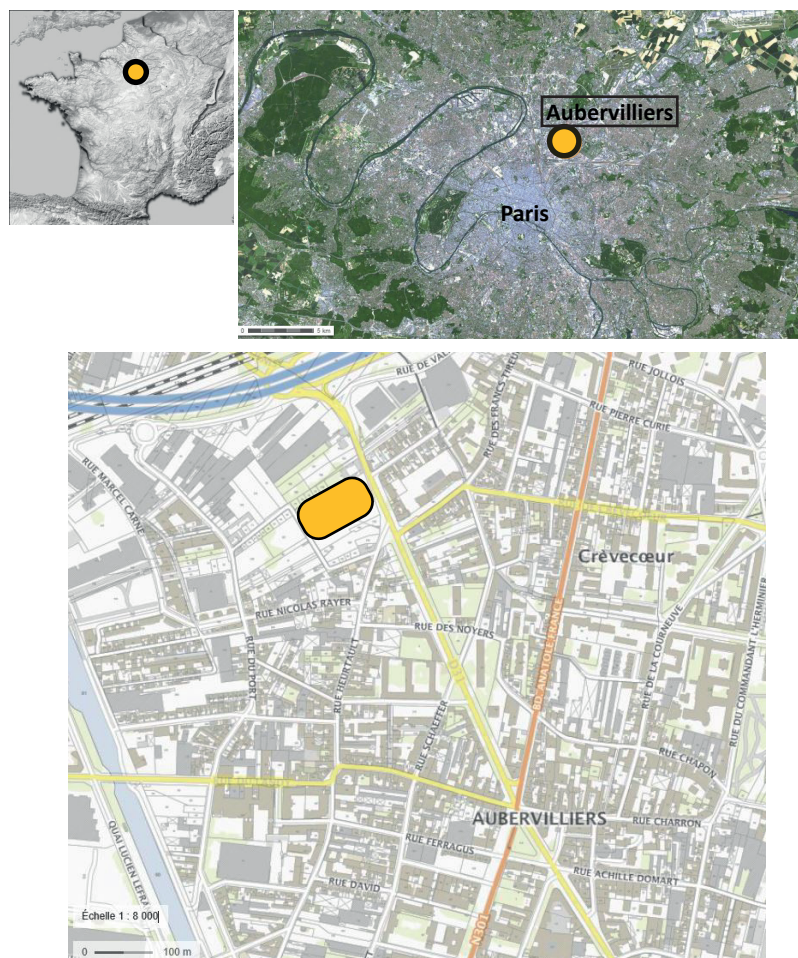 Aubervilliers
Paris
0 5 km
RUE DE VAL
RUE JOLLOIS
RUE DES FRANCS TIREUR
RUE PIERRE CURIE
RUE MARCEL CARNÉ
Crèvecœur
RUE NICOLAS RAYER
RUE DES NOYERS
RUE DU PORT
RUE HEURTAULT
D 11
BD. ANATOLE FRANCE
RUE DE LA COURNEUVE
RUE DU COMMANDANT L'HERMINIER
RUE SCHAEFFER
RUE CHAPON
AUBERVILLIERS
RUE CHARRON
QUAI LUCIEN LEFRA
RUE FERRAGUS
RUE DAVID
RUE ACHILLE DOMART
N301
Échelle 1 : 8 000
0 100 m